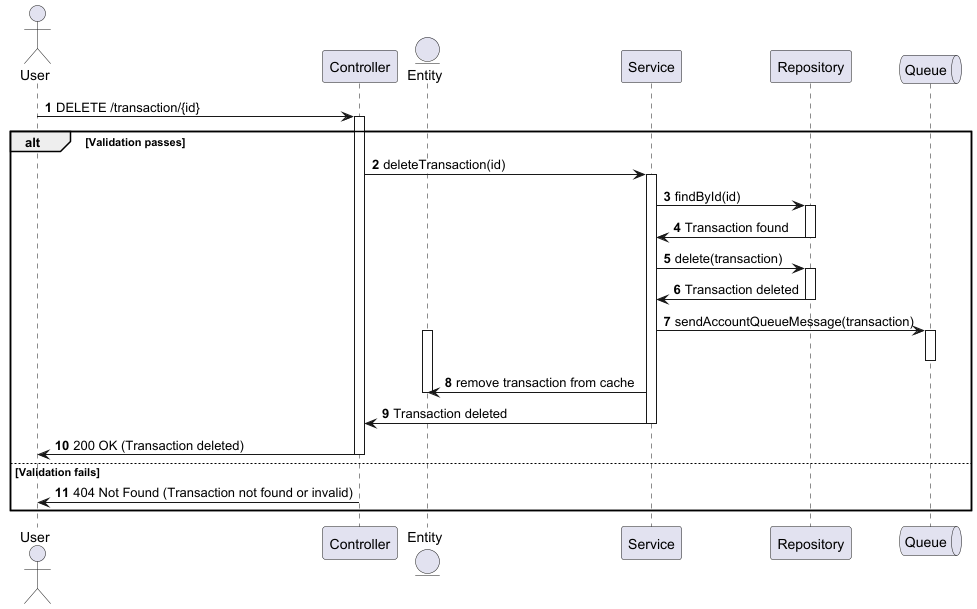 User
Controller
Entity
Service
Repository
Queue
1 DELETE /transaction/{id}
alt [Validation passes]
2 deleteTransaction(id)
3 findById(id)
4 Transaction found
5 delete(transaction)
6 Transaction deleted
7 sendAccountQueueMessage(transaction)
8 remove transaction from cache
9 Transaction deleted
10 200 OK (Transaction deleted)
[Validation fails]
11 404 Not Found (Transaction not found or invalid)
User
Controller
Entity
Service
Repository
Queue